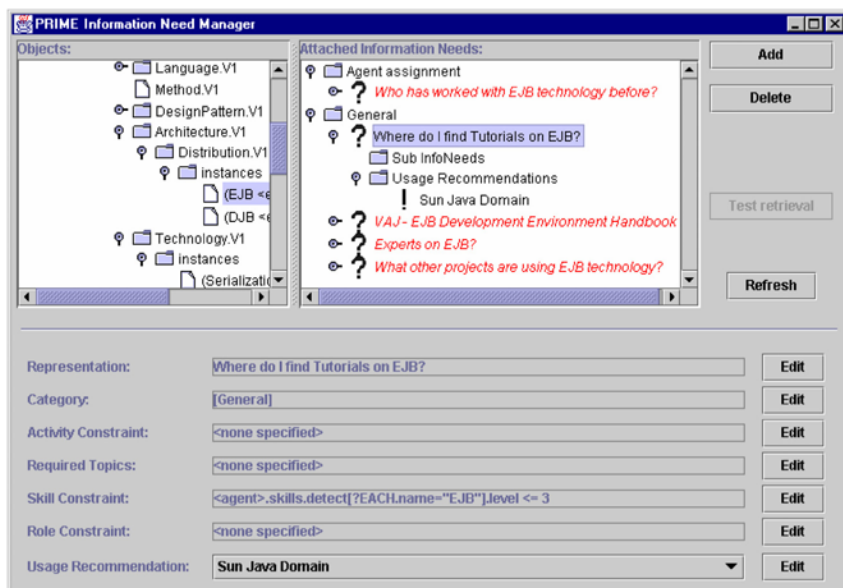 PRIME Information Need Manager
Objects:
Language.V1
Method.V1
DesignPattern.V1
Architecture.V1
Distribution.V1
instances
(EJB <e
(DJB <e
Technology.V1
instances
(Serializatio
Attached Information Needs:
Agent assignment
? Who has worked with EJB technology before?
General
? Where do I find Tutorials on EJB?
Sub InfoNeeds
Usage Recommendations
! Sun Java Domain
? VAJ - EJB Development Environment Handbook
? Experts on EJB?
? What other projects are using EJB technology?
Add
Delete
Test retrieval
Refresh
Representation: Where do I find Tutorials on EJB? Edit
Category: [General] Edit
Activity Constraint: <none specified> Edit
Required Topics: <none specified> Edit
Skill Constraint: <agent>.skills.detect[?EACH.name="EJB"].level <= 3 Edit
Role Constraint: <none specified> Edit
Usage Recommendation: Sun Java Domain Edit